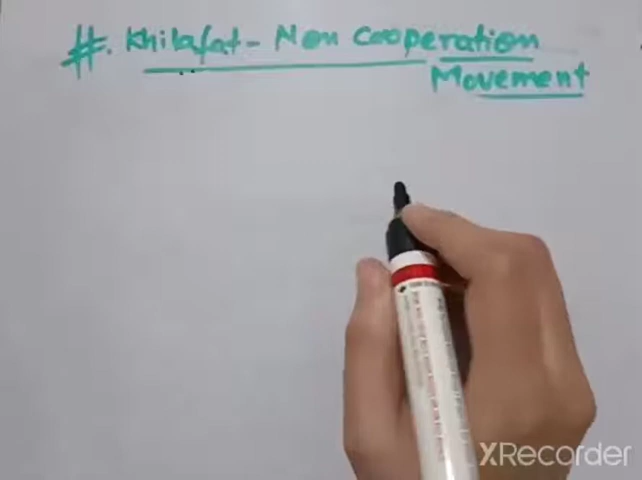 #. Khilafat - Non Cooperation
Movement
XRecorder